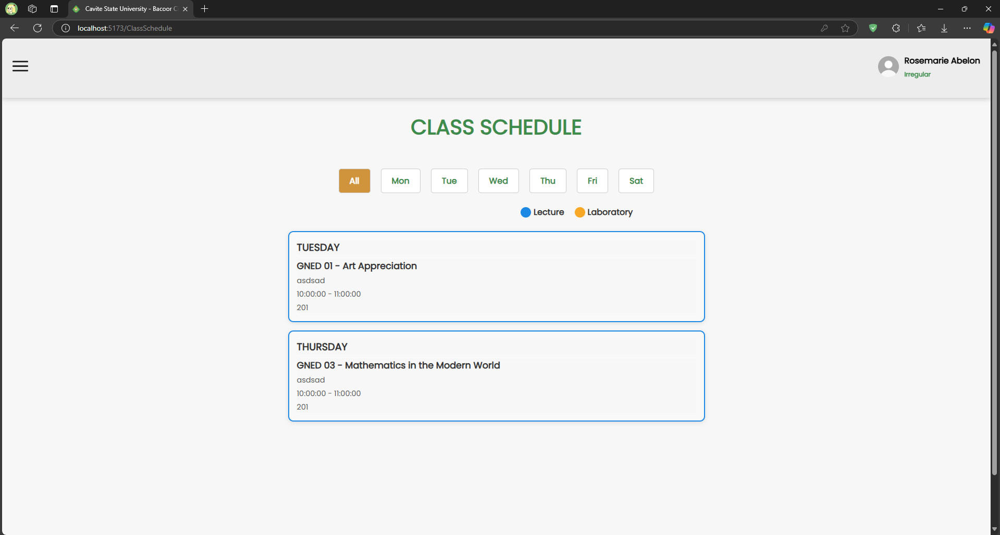 Cavite State University - Bacoor C
localhost:5173/ClassSchedule
Rosemarie Abelon
Irregular
CLASS SCHEDULE
All Mon Tue Wed Thu Fri Sat
Lecture Laboratory
TUESDAY
GNED 01 - Art Appreciation
asdsad
10:00:00 - 11:00:00
201
THURSDAY
GNED 03 - Mathematics in the Modern World
asdsad
10:00:00 - 11:00:00
201